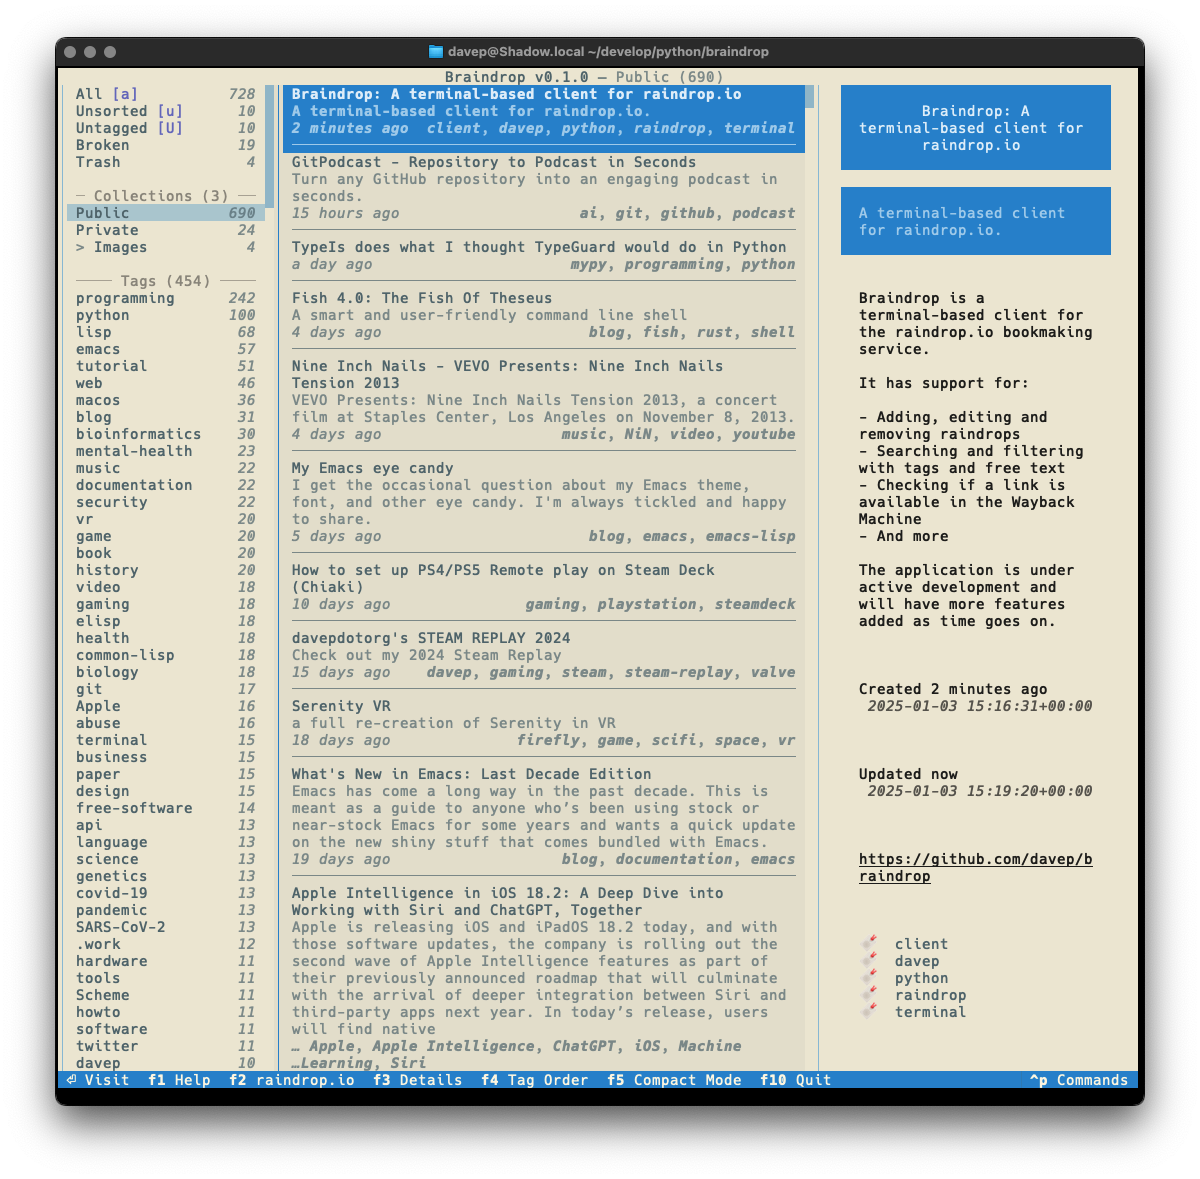 davep@Shadow.local ~/develop/python/braindrop
Braindrop v0.1.0 — Public (690)
All [a] 728
Unsorted [u] 10
Untagged [U] 10
Broken 19
Trash 4
Collections (3)
Public 690
Private 24
> Images 4
Tags (454)
programming 242
python 100
lisp 68
emacs 57
tutorial 51
web 46
macos 36
blog 31
bioinformatics 30
mental-health 23
music 22
documentation 22
security 22
vr 20
game 20
book 20
history 20
video 18
gaming 18
elisp 18
health 18
common-lisp 18
biology 18
git 17
Apple 16
abuse 16
terminal 15
business 15
paper 15
design 15
free-software 14
api 13
language 13
science 13
genetics 13
covid-19 13
pandemic 13
SARS-CoV-2 13
.work 12
hardware 11
tools 11
Scheme 11
howto 11
software 11
twitter 11
davep 10
Braindrop: A terminal-based client for raindrop.io
A terminal-based client for raindrop.io.
2 minutes ago client, davep, python, raindrop, terminal
GitPodcast - Repository to Podcast in Seconds
Turn any GitHub repository into an engaging podcast in
seconds.
15 hours ago ai, git, github, podcast
TypeIs does what I thought TypeGuard would do in Python
a day ago mypy, programming, python
Fish 4.0: The Fish Of Theseus
A smart and user-friendly command line shell
4 days ago blog, fish, rust, shell
Nine Inch Nails - VEVO Presents: Nine Inch Nails
Tension 2013
VEVO Presents: Nine Inch Nails Tension 2013, a concert
film at Staples Center, Los Angeles on November 8, 2013.
4 days ago music, NiN, video, youtube
My Emacs eye candy
I get the occasional question about my Emacs theme,
font, and other eye candy. I'm always tickled and happy
to share.
5 days ago blog, emacs, emacs-lisp
How to set up PS4/PS5 Remote play on Steam Deck
(Chiaki)
10 days ago gaming, playstation, steamdeck
davepdotorg's STEAM REPLAY 2024
Check out my 2024 Steam Replay
15 days ago davep, gaming, steam, steam-replay, valve
Serenity VR
a full re-creation of Serenity in VR
18 days ago firefly, game, scifi, space, vr
What's New in Emacs: Last Decade Edition
Emacs has come a long way in the past decade. This is
meant as a guide to anyone who’s been using stock or
near-stock Emacs for some years and wants a quick update
on the new shiny stuff that comes bundled with Emacs.
19 days ago blog, documentation, emacs
Apple Intelligence in iOS 18.2: A Deep Dive into
Working with Siri and ChatGPT, Together
Apple is releasing iOS and iPadOS 18.2 today, and with
those software updates, the company is rolling out the
second wave of Apple Intelligence features as part of
their previously announced roadmap that will culminate
with the arrival of deeper integration between Siri and
third-party apps next year. In today’s release, users
will find native
… Apple, Apple Intelligence, ChatGPT, iOS, Machine
…Learning, Siri
Braindrop: A
terminal-based client for
raindrop.io
A terminal-based client
for raindrop.io.
Braindrop is a
terminal-based client for
the raindrop.io bookmaking
service.
It has support for:
- Adding, editing and
removing raindrops
- Searching and filtering
with tags and free text
- Checking if a link is
available in the Wayback
Machine
- And more
The application is under
active development and
will have more features
added as time goes on.
Created 2 minutes ago
2025-01-03 15:16:31+00:00
Updated now
2025-01-03 15:19:20+00:00
https://github.com/davep/b
raindrop
client
davep
python
raindrop
terminal
⏎ Visit f1 Help f2 raindrop.io f3 Details f4 Tag Order f5 Compact Mode f10 Quit ^p Commands